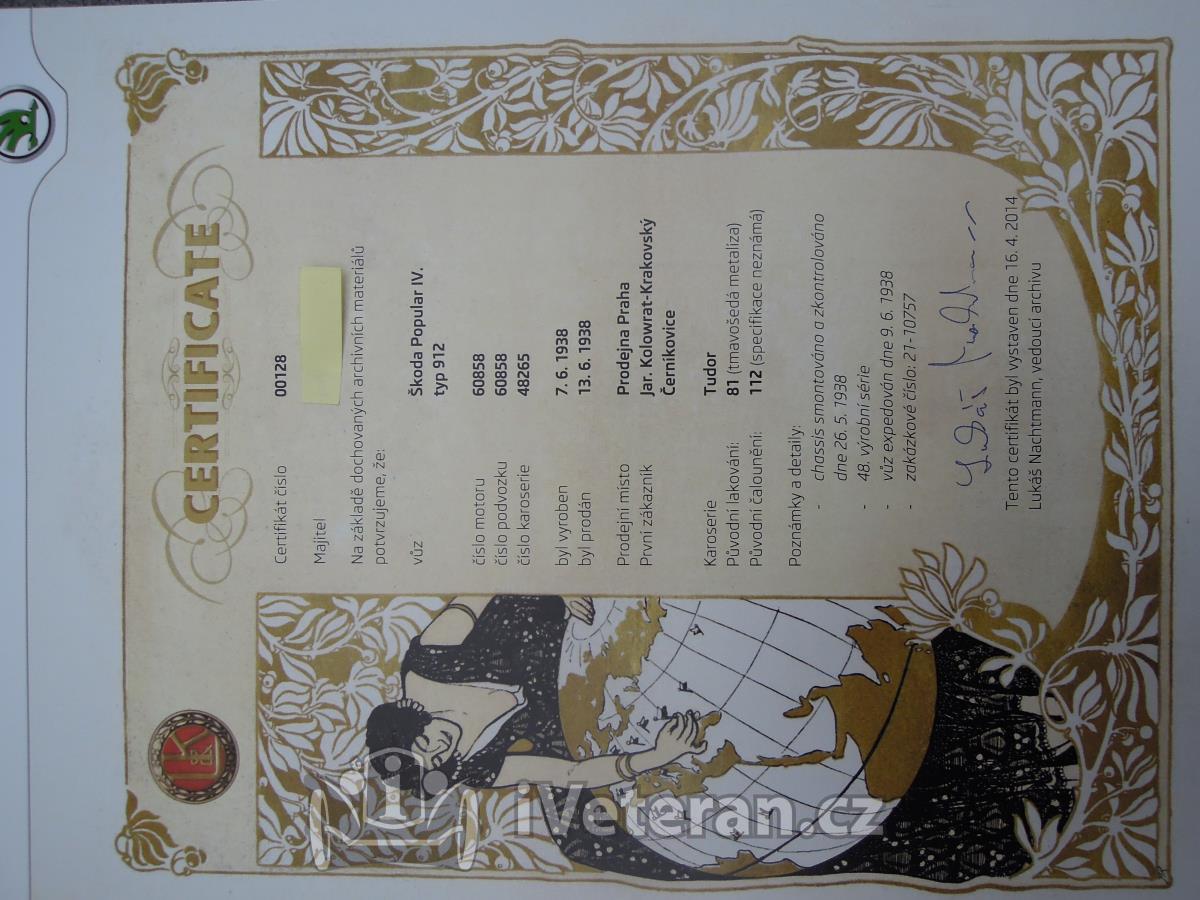 CERTIFICATE
L&K
Certifikát číslo 00128
Majitel
Na základě dochovaných archivních materiálů
potvrzujeme, že:
vůz Škoda Popular IV.
typ 912
číslo motoru 60858
číslo podvozku 60858
číslo karoserie 48265
byl vyroben 7. 6. 1938
byl prodán 13. 6. 1938
Prodejní místo Prodejna Praha
První zákazník Jar. Kolowrat-Krakovský
Černikovice
Karoserie Tudor
Původní lakování: 81 (tmavošedá metaliza)
Původní čalounění: 112 (specifikace neznámá)
Poznámky a detaily:
- chassis smontováno a zkontrolováno
dne 26. 5. 1938
- 48. výrobní série
- vůz expedován dne 9. 6. 1938
- zakázkové číslo: 21-10757
Lukáš Nachtmann
Tento certifikát byl vystaven dne 16. 4. 2014
Lukáš Nachtmann, vedoucí archivu
iVeteran.cz